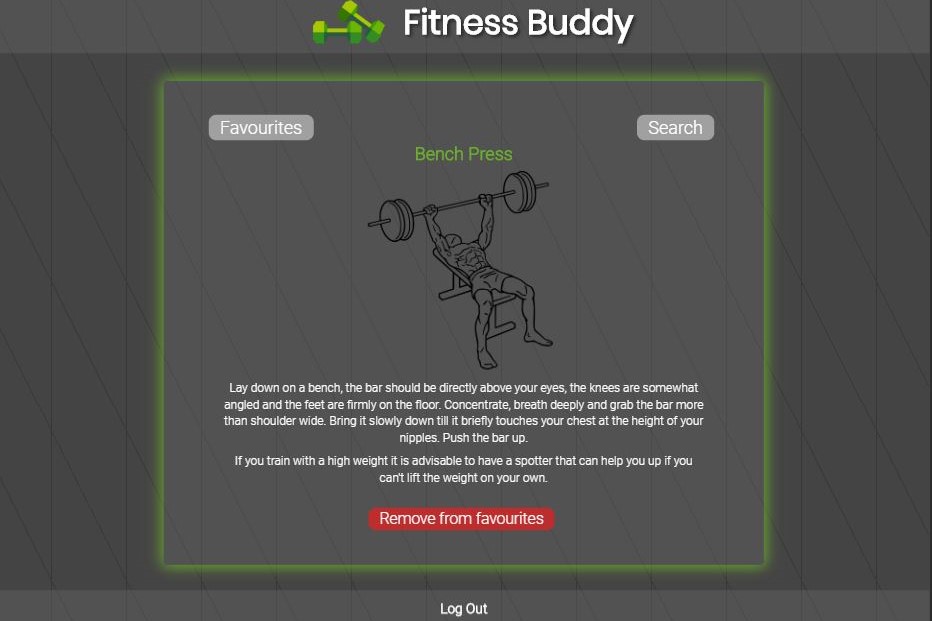 Fitness Buddy
Favourites
Search
Bench Press
Lay down on a bench, the bar should be directly above your eyes, the knees are somewhat
angled and the feet are firmly on the floor. Concentrate, breath deeply and grab the bar more
than shoulder wide. Bring it slowly down till it briefly touches your chest at the height of your
nipples. Push the bar up.
If you train with a high weight it is advisable to have a spotter that can help you up if you
can't lift the weight on your own.
Remove from favourites
Log Out